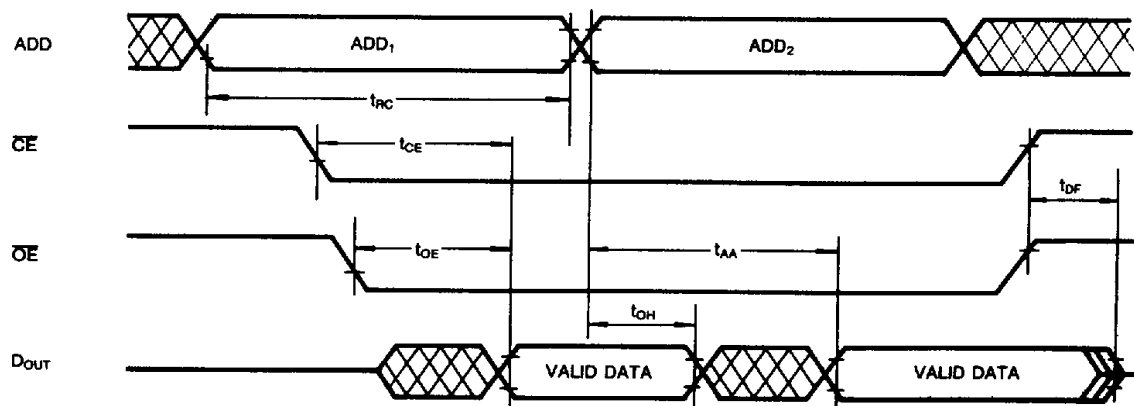 ADD ADD₁ ADD₂
tRC
C̅E̅ tCE
tDF
O̅E̅ tOE tAA
tOH
DOUT VALID DATA VALID DATA